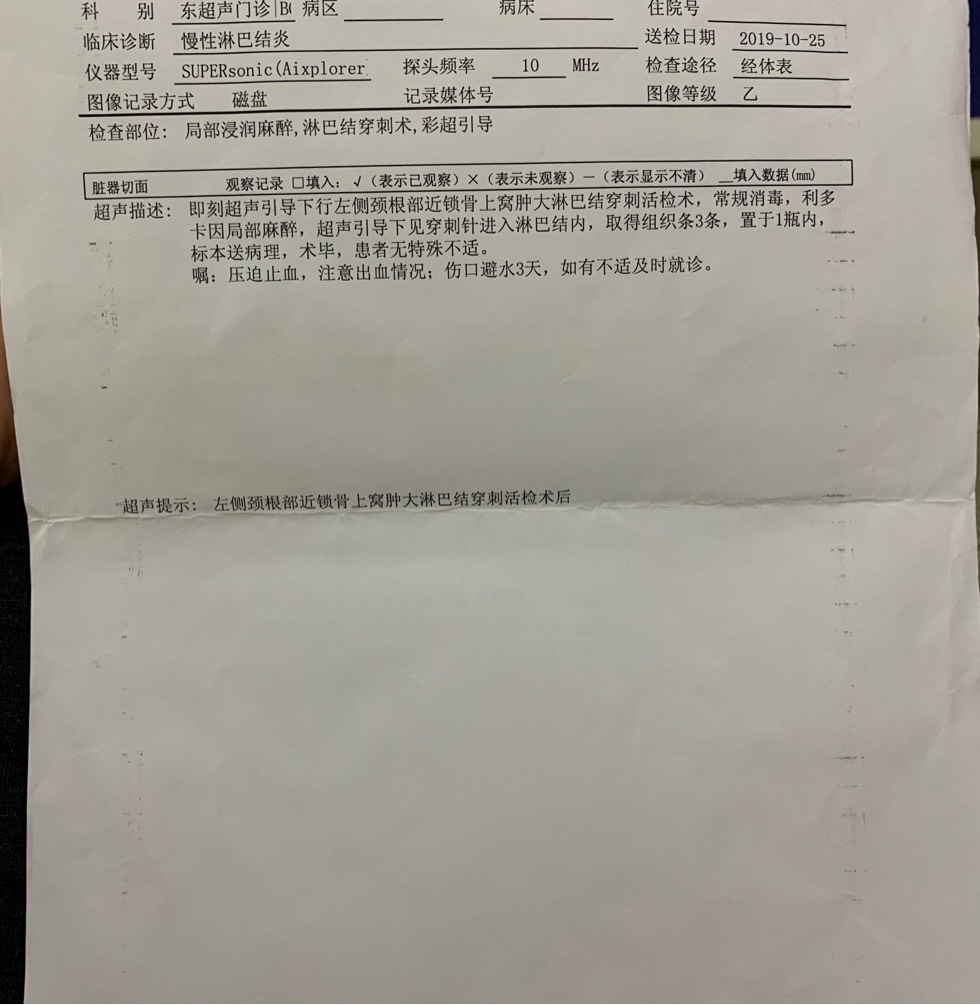 科 别 东超声门诊|B 病区 病床 住院号
临床诊断 慢性淋巴结炎 送检日期 2019-10-25
仪器型号 SUPERsonic(Aixplorer 探头频率 10 MHz 检查途径 经体表
图像记录方式 磁盘 记录媒体号 图像等级 乙
检查部位: 局部浸润麻醉,淋巴结穿刺术,彩超引导
脏器切面 观察记录 □填入: √(表示已观察)×(表示未观察)—(表示显示不清) __填入数据(mm)
超声描述: 即刻超声引导下行左侧颈根部近锁骨上窝肿大淋巴结穿刺活检术，常规消毒，利多
卡因局部麻醉，超声引导下见穿刺针进入淋巴结内，取得组织条3条，置于1瓶内，
标本送病理，术毕，患者无特殊不适。
嘱: 压迫止血，注意出血情况; 伤口避水3天，如有不适及时就诊。
超声提示: 左侧颈根部近锁骨上窝肿大淋巴结穿刺活检术后